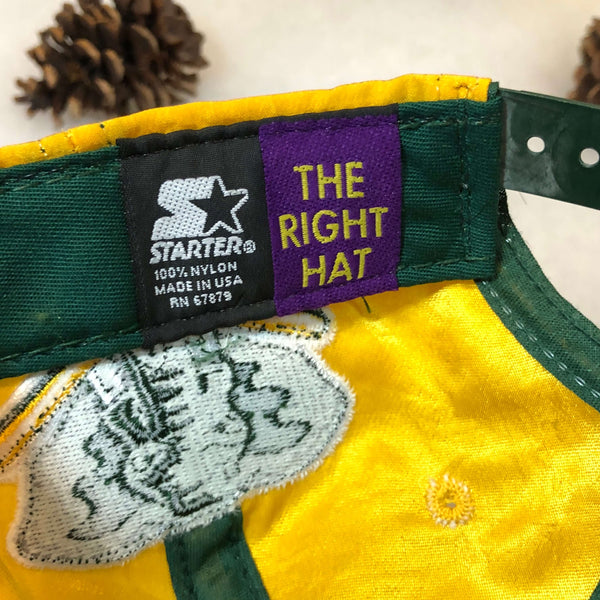 STARTER®
100% NYLON
MADE IN USA
RN 67879
THE
RIGHT
HAT